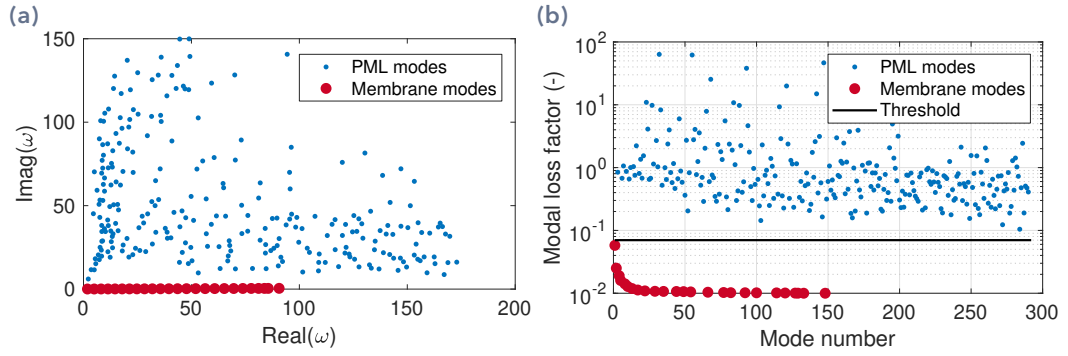 (a)
150
100
50
0
Imag(ω)
0
50
100
150
200
Real(ω)
PML modes
Membrane modes
(b)
10^2
10^1
10^0
10^-1
10^-2
Modal loss factor (-)
0
50
100
150
200
250
300
Mode number
PML modes
Membrane modes
Threshold